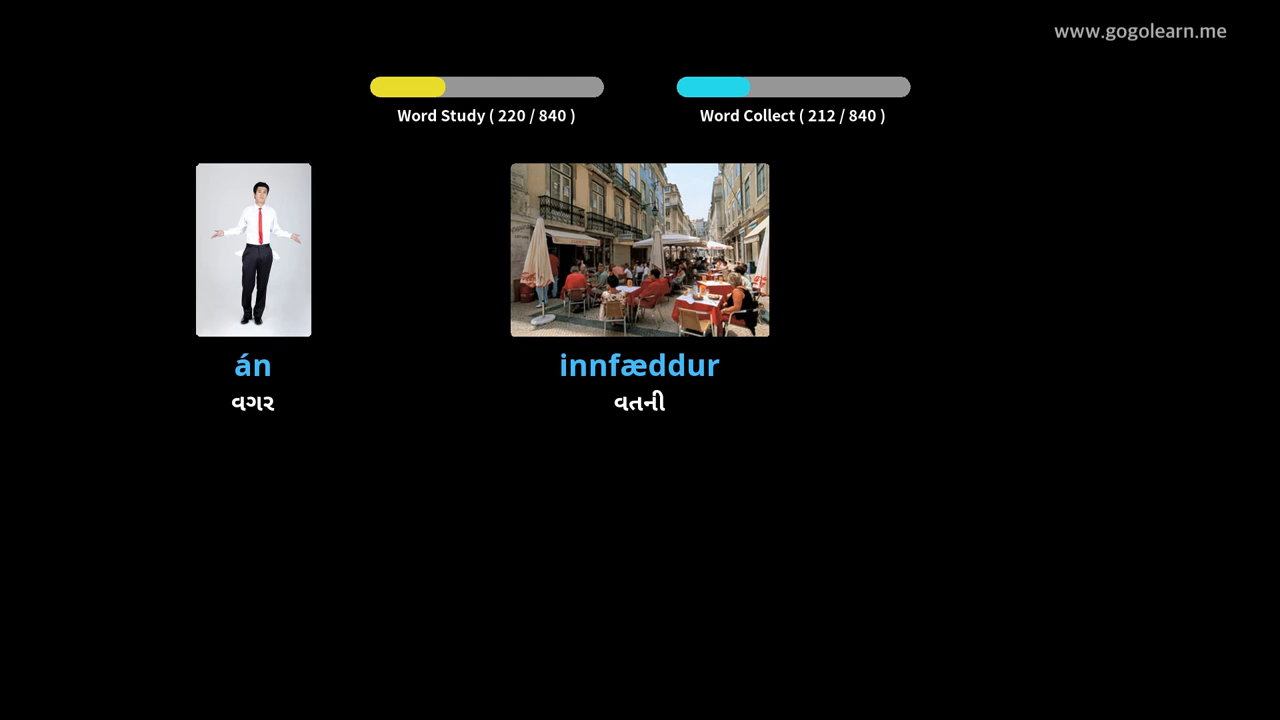 www.gogolearn.me
Word Study ( 220 / 840 )
Word Collect ( 212 / 840 )
án
વગર
innfæddur
વતની